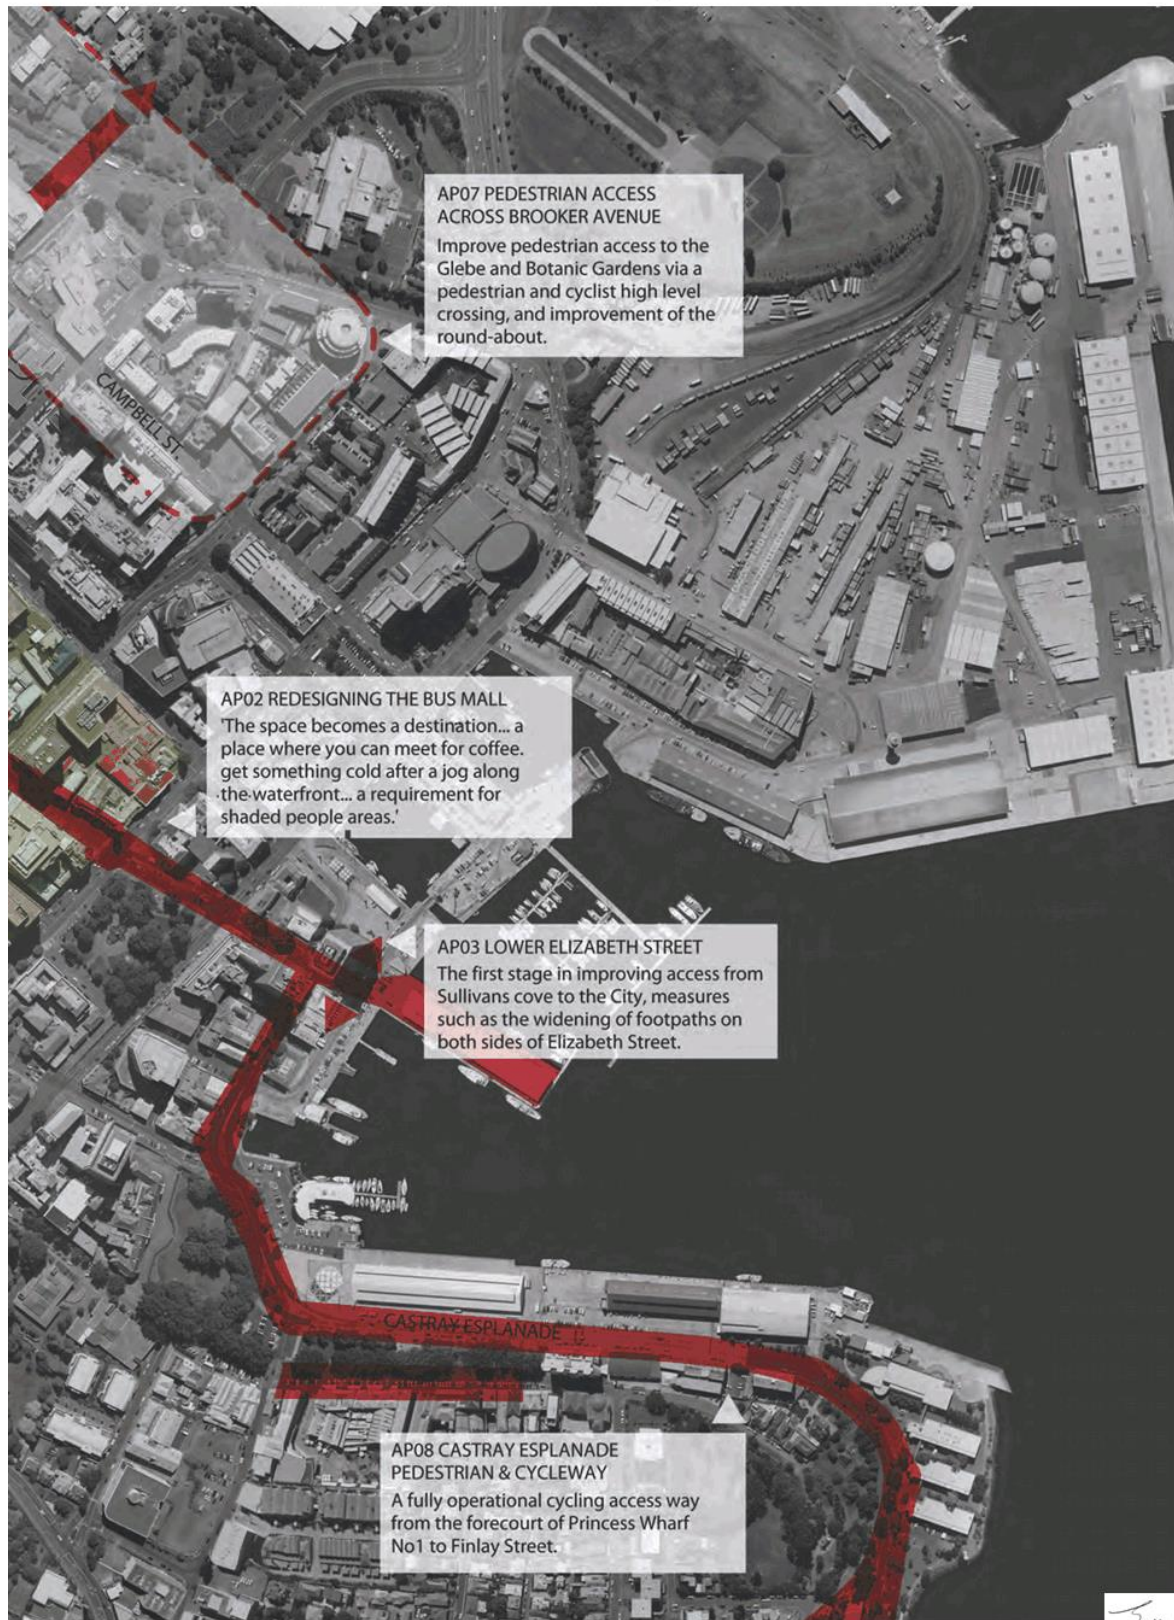 AP07 PEDESTRIAN ACCESS
ACROSS BROOKER AVENUE
Improve pedestrian access to the
Glebe and Botanic Gardens via a
pedestrian and cyclist high level
crossing, and improvement of the
round-about.
CAMPBELL ST.
AP02 REDESIGNING THE BUS MALL
'The space becomes a destination... a
place where you can meet for coffee.
get something cold after a jog along
the waterfront... a requirement for
shaded people areas.'
AP03 LOWER ELIZABETH STREET
The first stage in improving access from
Sullivans cove to the City, measures
such as the widening of footpaths on
both sides of Elizabeth Street.
CASTRAY ESPLANADE
AP08 CASTRAY ESPLANADE
PEDESTRIAN & CYCLEWAY
A fully operational cycling access way
from the forecourt of Princess Wharf
No1 to Finlay Street.